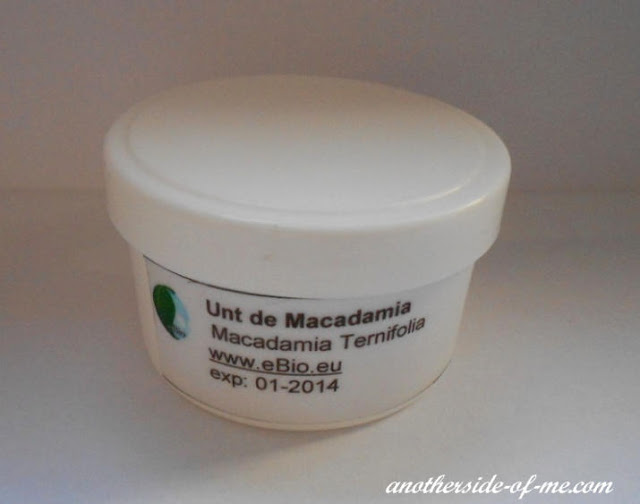 Unt de Macadamia
Macadamia Ternifolia
www.eBio.eu
exp: 01-2014
anotherside-of-me.com